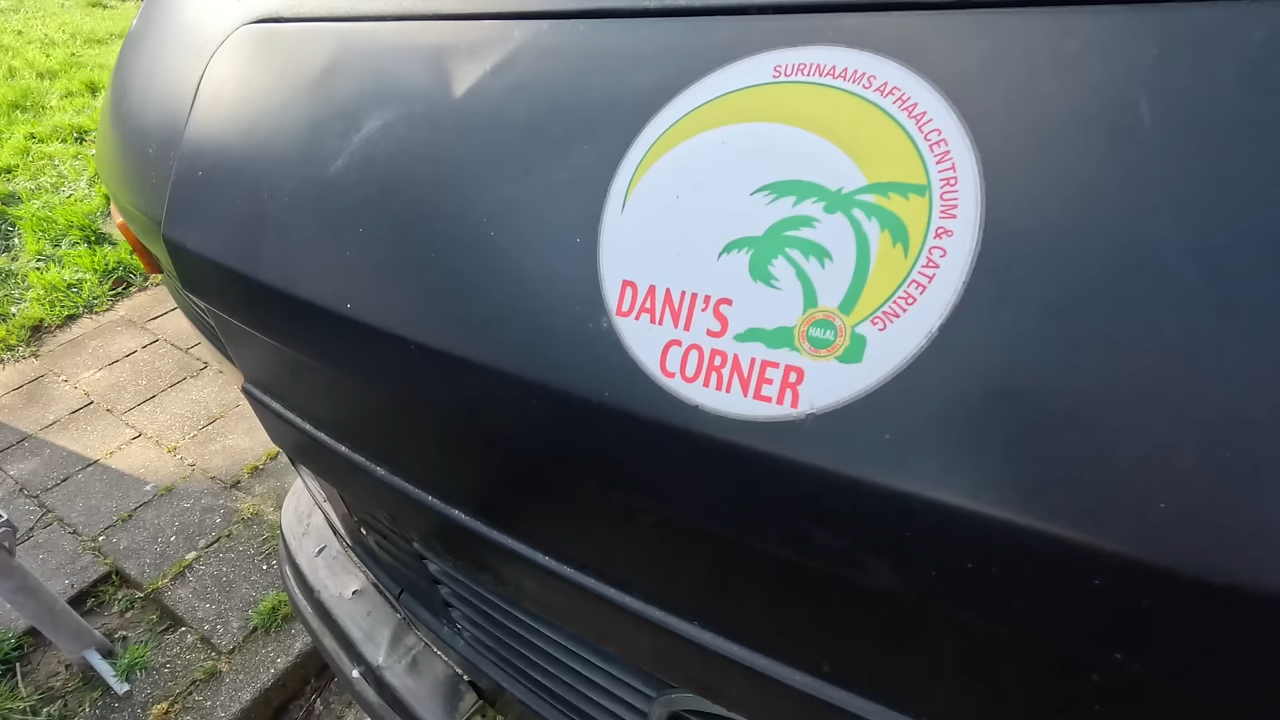 SURINAAMS AFHAALCENTRUM & CATERING
DANI'S
CORNER
HALAL